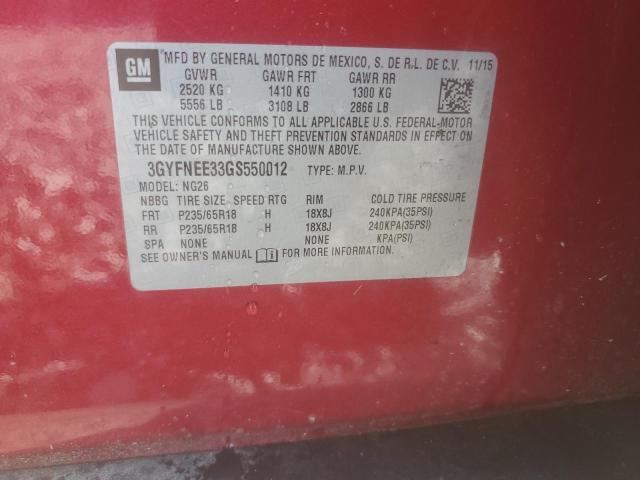 GM
MFD BY GENERAL MOTORS DE MEXICO, S. DE R.L. DE C.V. 11/15
GVWR GAWR FRT GAWR RR
2520 KG 1410 KG 1300 KG
5556 LB 3108 LB 2866 LB
THIS VEHICLE CONFORMS TO ALL APPLICABLE U.S. FEDERAL-MOTOR
VEHICLE SAFETY AND THEFT PREVENTION STANDARDS IN EFFECT ON
THE DATE OF MANUFACTURE SHOWN ABOVE.
3GYFNEE33GS550012 TYPE: M.P.V.
MODEL: NG26
NBBG TIRE SIZE SPEED RTG RIM COLD TIRE PRESSURE
FRT P235/65R18 H 18X8J 240KPA(35PSI)
RR P235/65R18 H 18X8J 240KPA(35PSI)
SPA NONE NONE KPA(PSI)
SEE OWNER'S MANUAL FOR MORE INFORMATION.